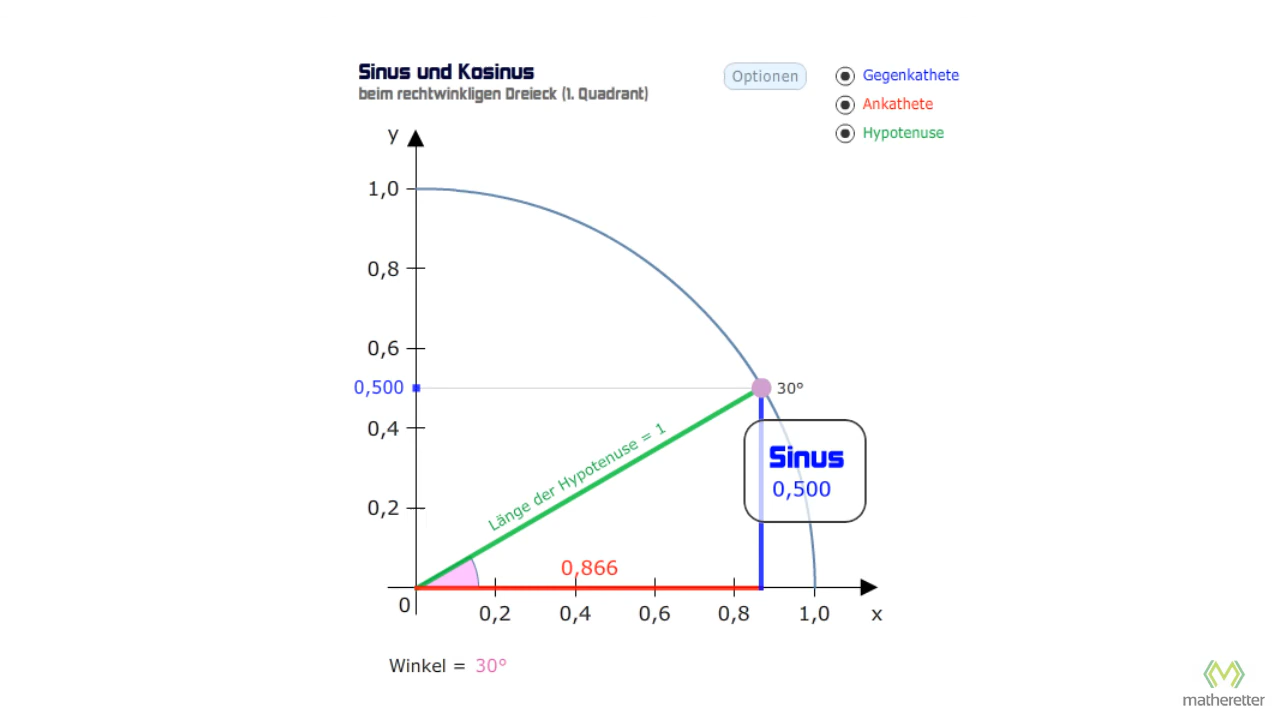 Sinus und Kosinus
beim rechtwinkligen Dreieck (1. Quadrant)
Optionen
Gegenkathete
Ankathete
Hypotenuse
y
1,0
0,8
0,6
0,500
30°
0,4
Länge der Hypotenuse = 1
Sinus
0,500
0,2
0,866
0
0,2
0,4
0,6
0,8
1,0
x
Winkel = 30°
matheretter